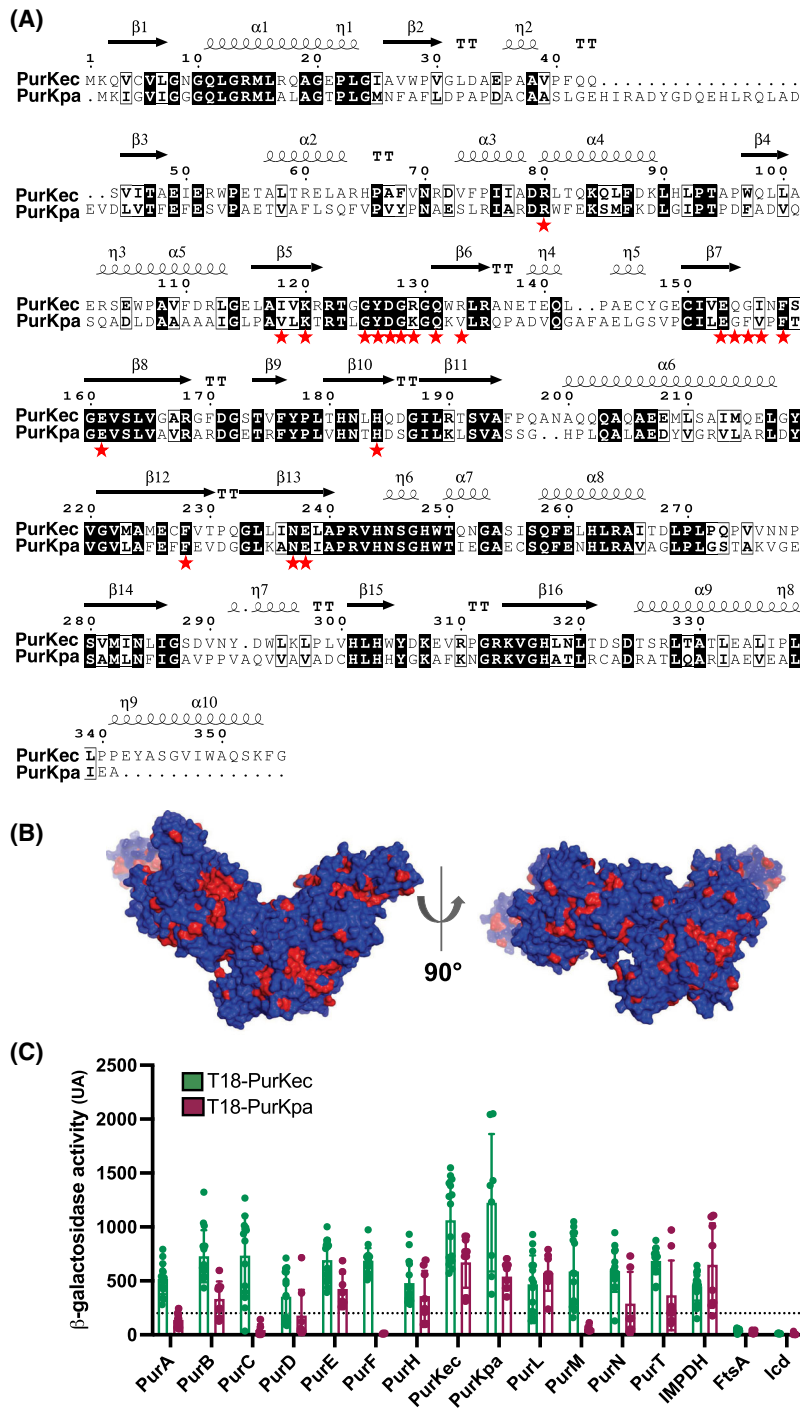 (A)
β1 α1 η1 β2 TT η2 TT
1 10 20 30 40
PurKec MKQVCVLGNGQLGRMLRQAGEPLGIAVWPVGLDAEPAAVPFQQ.................
PurKpa .MKIGVIGGGQLGRMLALAGTPLGMNFAFLDPAPDACAASLGEHIRADYGDQEHLRQLAD
β3 α2 TT α3 α4 β4
50 60 70 80 90 100
PurKec ..SVITAEIERWPETALTRELARHPAFVNRDVFPIIADRLTQKQLFDKLHLPTAPWQLLA
PurKpa EVDLVTFEFESVPAETVAFLSQFVPVYPNAESLRIARDRWFEKSMFKDLGIPTPDFADVQ
η3 α5 β5 β6 TT η4 η5 β7
110 120 130 140 150
PurKec ERSEWPAVFDRLGELAIVKRRTGGYDGRGQWRLRANETEQL..PAECYGECIVEQGINFS
PurKpa SQADLDAAAAAIGLPAVLKTRTLGYDGKGQKVLRQPADVQGAFAELGSVPCILEGFVPFT
β8 TT β9 β10 TT β11 α6
160 170 180 190 200 210
PurKec GEVSLVGARGFDGSTVFYPLTHNLHQDGILRTSVAFPQANAQQQAQAEEMLSAIMQELGY
PurKpa GEVSLVAVRARDGETRFYPLVHNTHDSGILKLSVASSG..HPLQALAEDYVGRVLARLDY
β12 TT β13 η6 α7 α8
220 230 240 250 260 270
PurKec VGVMAMECFVTPQGLLINELAPRVHNSGHWTQNGASISQFELHLRAITDLPLPQPVVNNP
PurKpa VGVLAFEFFEVDGGLKANEIAPRVHNSGHWTIEGAECSQFENHLRAVAGLPLGSTAKVGE
β14 η7 TT β15 TT β16 α9 η8
280 290 300 310 320 330
PurKec SVMINLIGSDVNY.DWLKLPLVHLHWYDKEVRPGRKVGHLNLTDSDTSRLTATLEALIPL
PurKpa SAMLNFIGAVPPVAQVVAVADCHLHHYGKAFKNGRKVGHATLRCADRATLQARIAEVEAL
η9 α10
340 350
PurKec LPPEYASGVIWAQSKFG
PurKpa IEA..............
(B)
90°
(C)
β-galactosidase activity (UA)
2500
2000
1500
1000
500
0
T18-PurKec
T18-PurKpa
PurA PurB PurC PurD PurE PurF PurH PurKec PurKpa PurL PurM PurN PurT IMPDH FtsA Icd